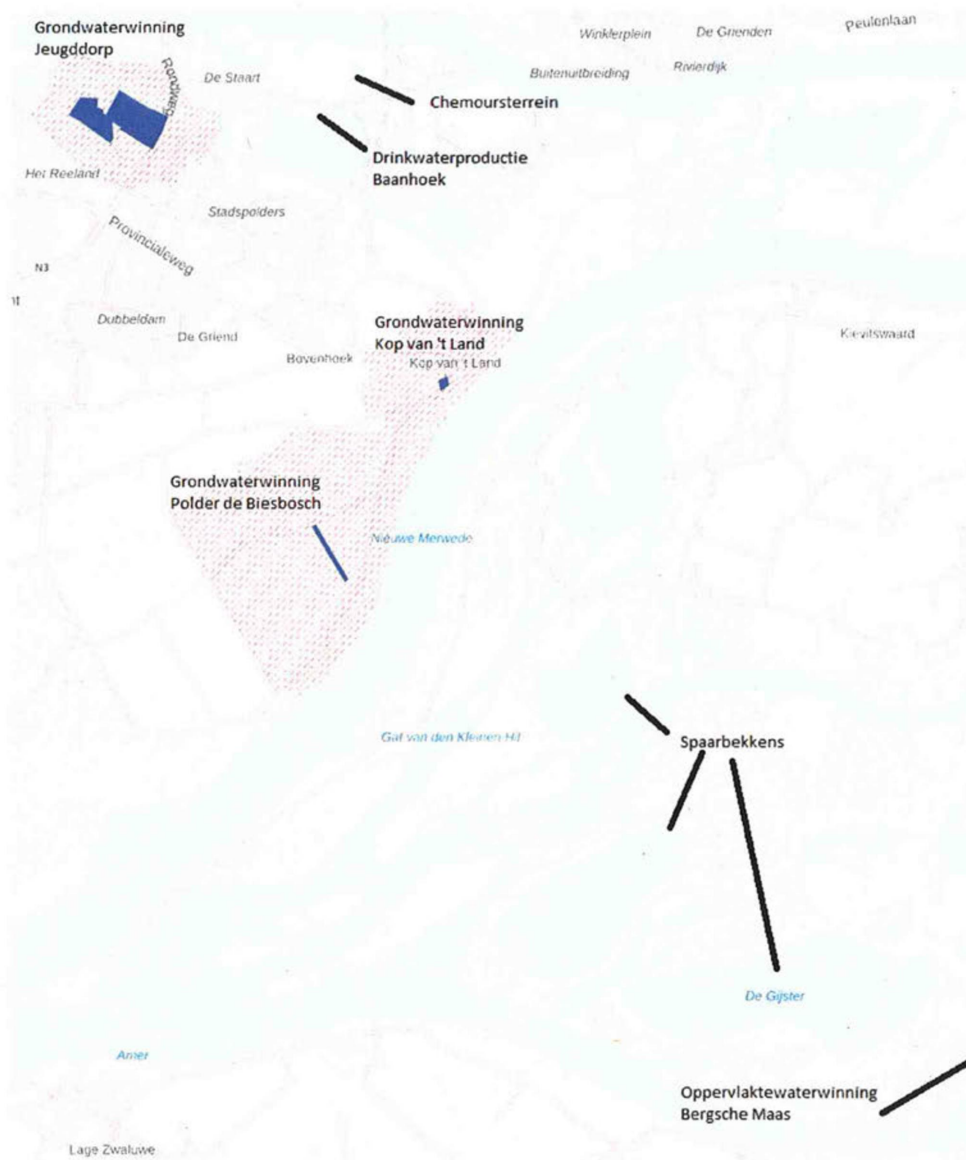 Grondwaterwinning
Jeugddorp
Winklerplein
De Grienden
Peulenlaan
Rondweg
De Staart
Buitenuitbreiding
Rivierdijk
Chemoursterrein
Drinkwaterproductie
Baanhoek
Het Reeland
Stadspolders
Provincialeweg
N3
Dubbeldam
De Griend
Bovenhoek
Grondwaterwinning
Kop van 't Land
Kop van 't Land
Kievitswaard
Grondwaterwinning
Polder de Biesbosch
Nieuwe Merwede
Gat van den Kleinen Hil
Spaarbekkens
De Gijster
Amer
Oppervlaktewaterwinning
Bergsche Maas
Lage Zwaluwe